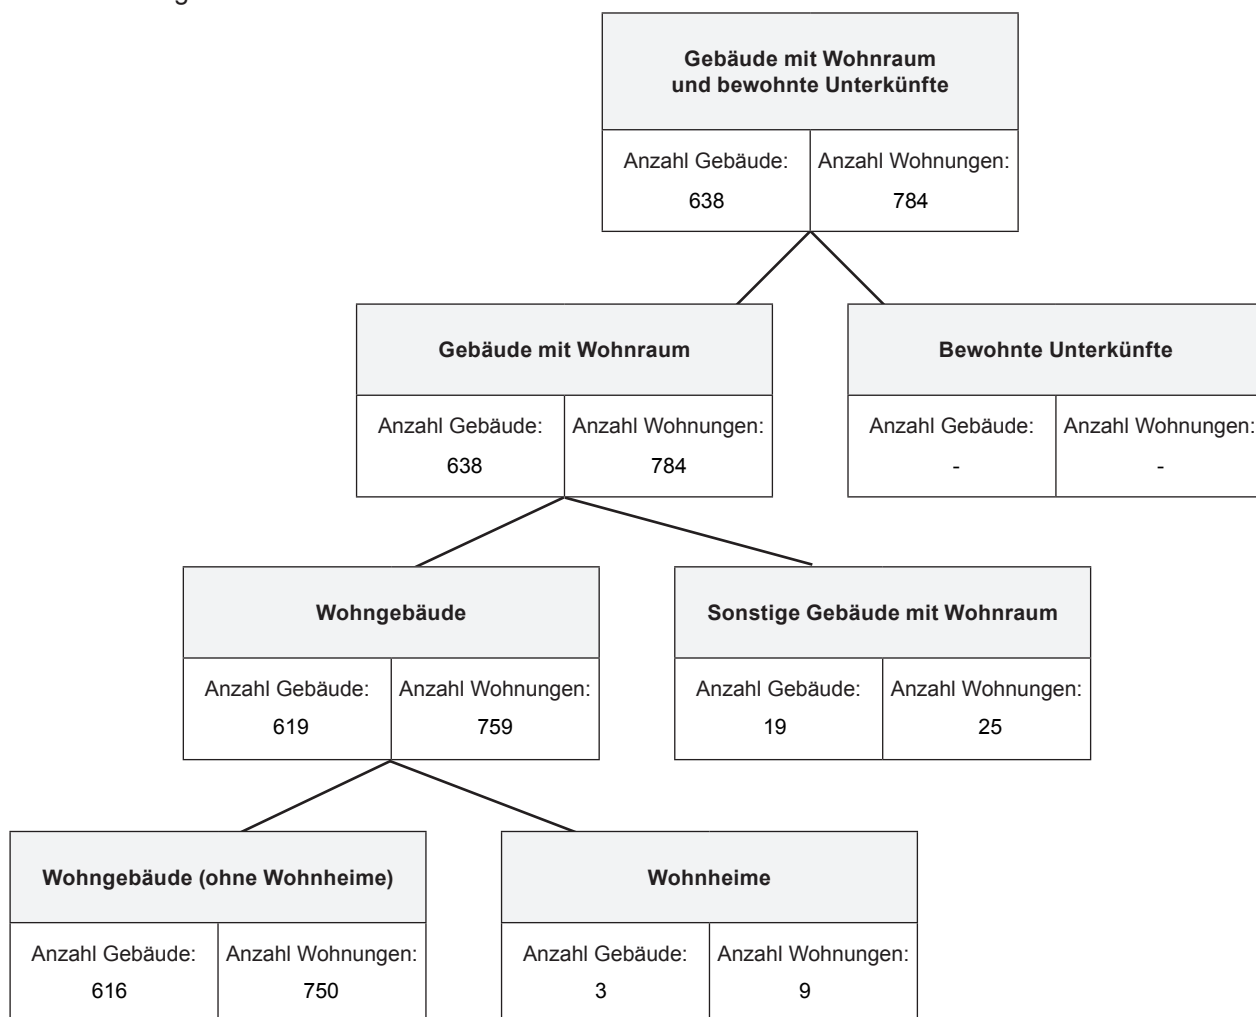 Gebäude mit Wohnraum
und bewohnte Unterkünfte
Anzahl Gebäude: Anzahl Wohnungen:
638 784
Gebäude mit Wohnraum
Anzahl Gebäude: Anzahl Wohnungen:
638 784
Bewohnte Unterkünfte
Anzahl Gebäude: Anzahl Wohnungen:
- -
Wohngebäude
Anzahl Gebäude: Anzahl Wohnungen:
619 759
Sonstige Gebäude mit Wohnraum
Anzahl Gebäude: Anzahl Wohnungen:
19 25
Wohngebäude (ohne Wohnheime)
Anzahl Gebäude: Anzahl Wohnungen:
616 750
Wohnheime
Anzahl Gebäude: Anzahl Wohnungen:
3 9